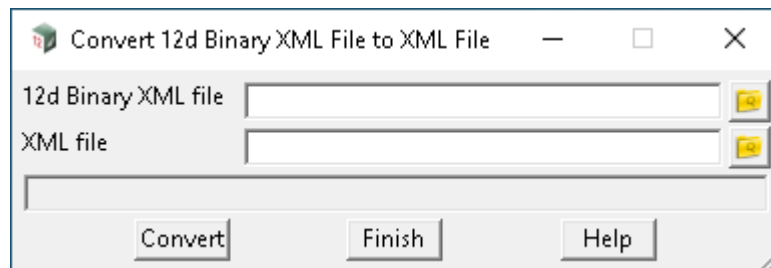 Convert 12d Binary XML File to XML File
12d Binary XML file
XML file
Convert Finish Help